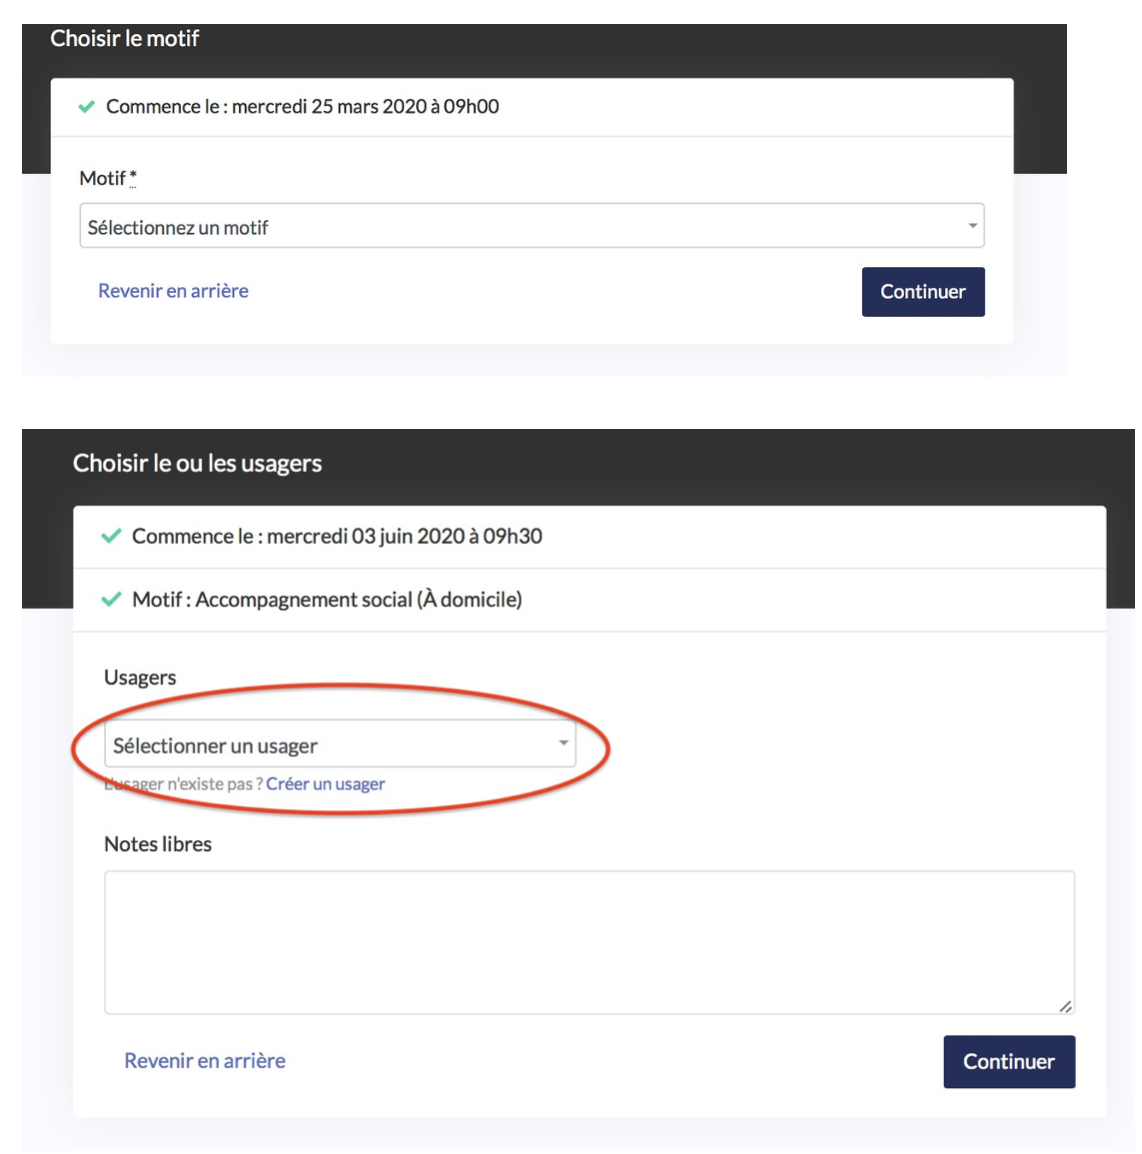 Choisir le motif
Commence le : mercredi 25 mars 2020 à 09h00
Motif *
Sélectionnez un motif
Revenir en arrière
Continuer
Choisir le ou les usagers
Commence le : mercredi 03 juin 2020 à 09h30
Motif : Accompagnement social (À domicile)
Usagers
Sélectionner un usager
L'usager n'existe pas ? Créer un usager
Notes libres
Revenir en arrière
Continuer